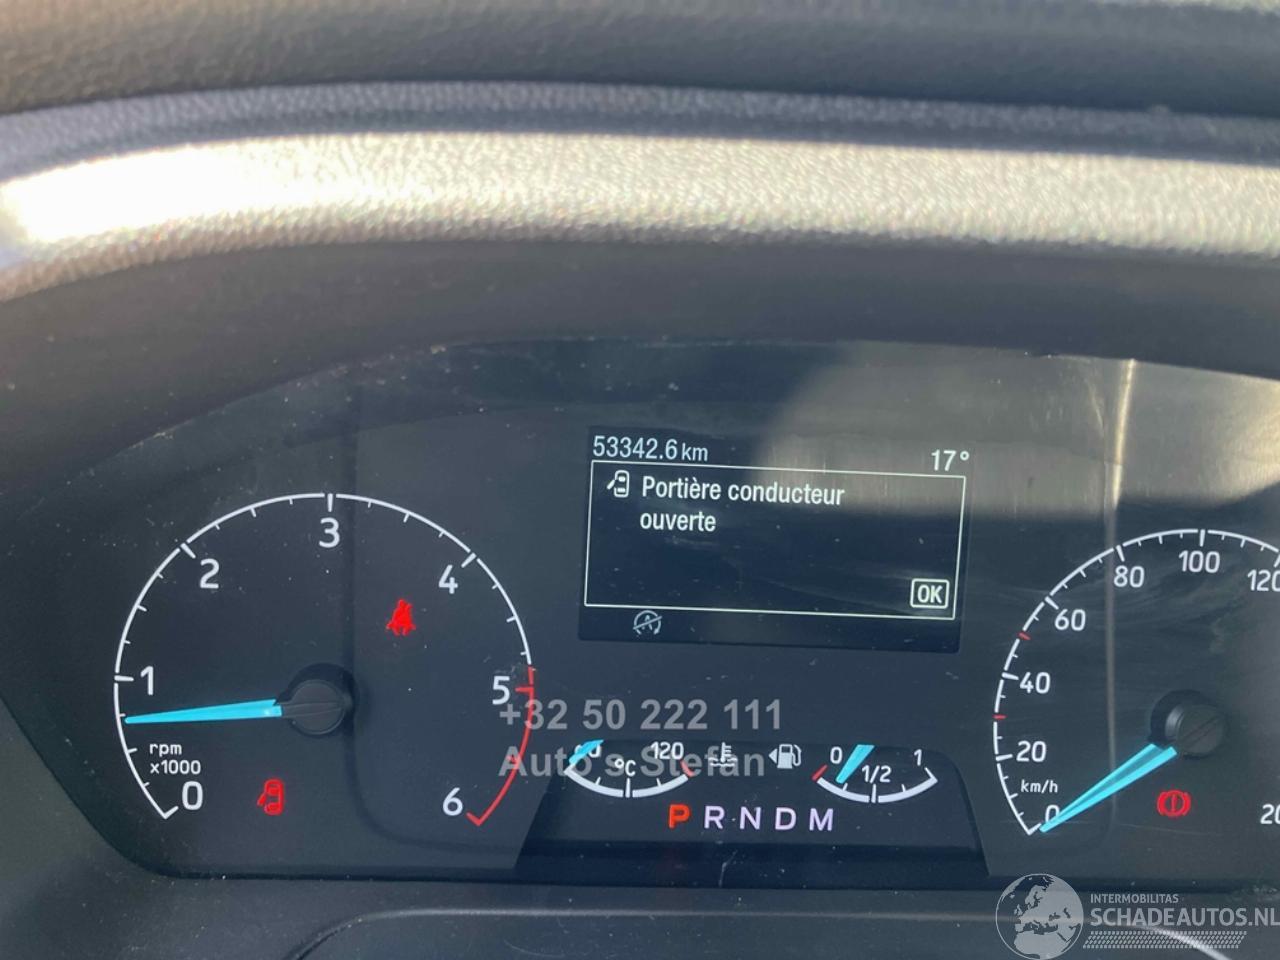 53342.6 km 17°
Portière conducteur
ouverte
OK
0 1 2 3 4 5 6
rpm
x1000
120
°C
0 1/2 1
P R N D M
0 20 40 60 80 100
km/h
+32 50 222 111
Auto's Stefan
INTERMOBILITAS
SCHADEAUTOS.NL